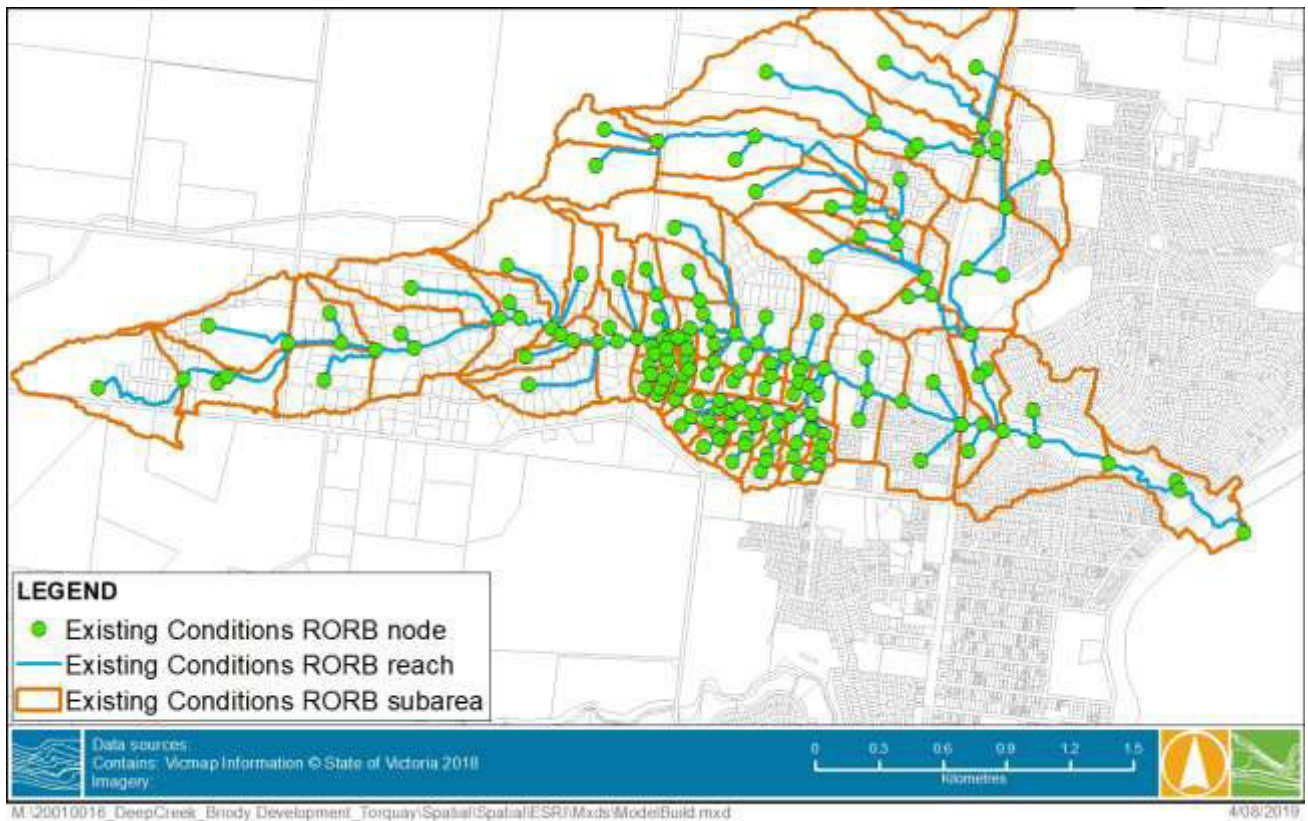 LEGEND
Existing Conditions RORB node
Existing Conditions RORB reach
Existing Conditions RORB subarea
Data sources:
Contains: Vicmap Information © State of Victoria 2018
Imagery:
0 0.3 0.6 0.9 1.2 1.5
Kilometres
M:\20010016_DeepCreek_Briody Development_Torquay\Spatial\Spatial\ESRI\Mxds\ModelBuild.mxd
4/08/2019